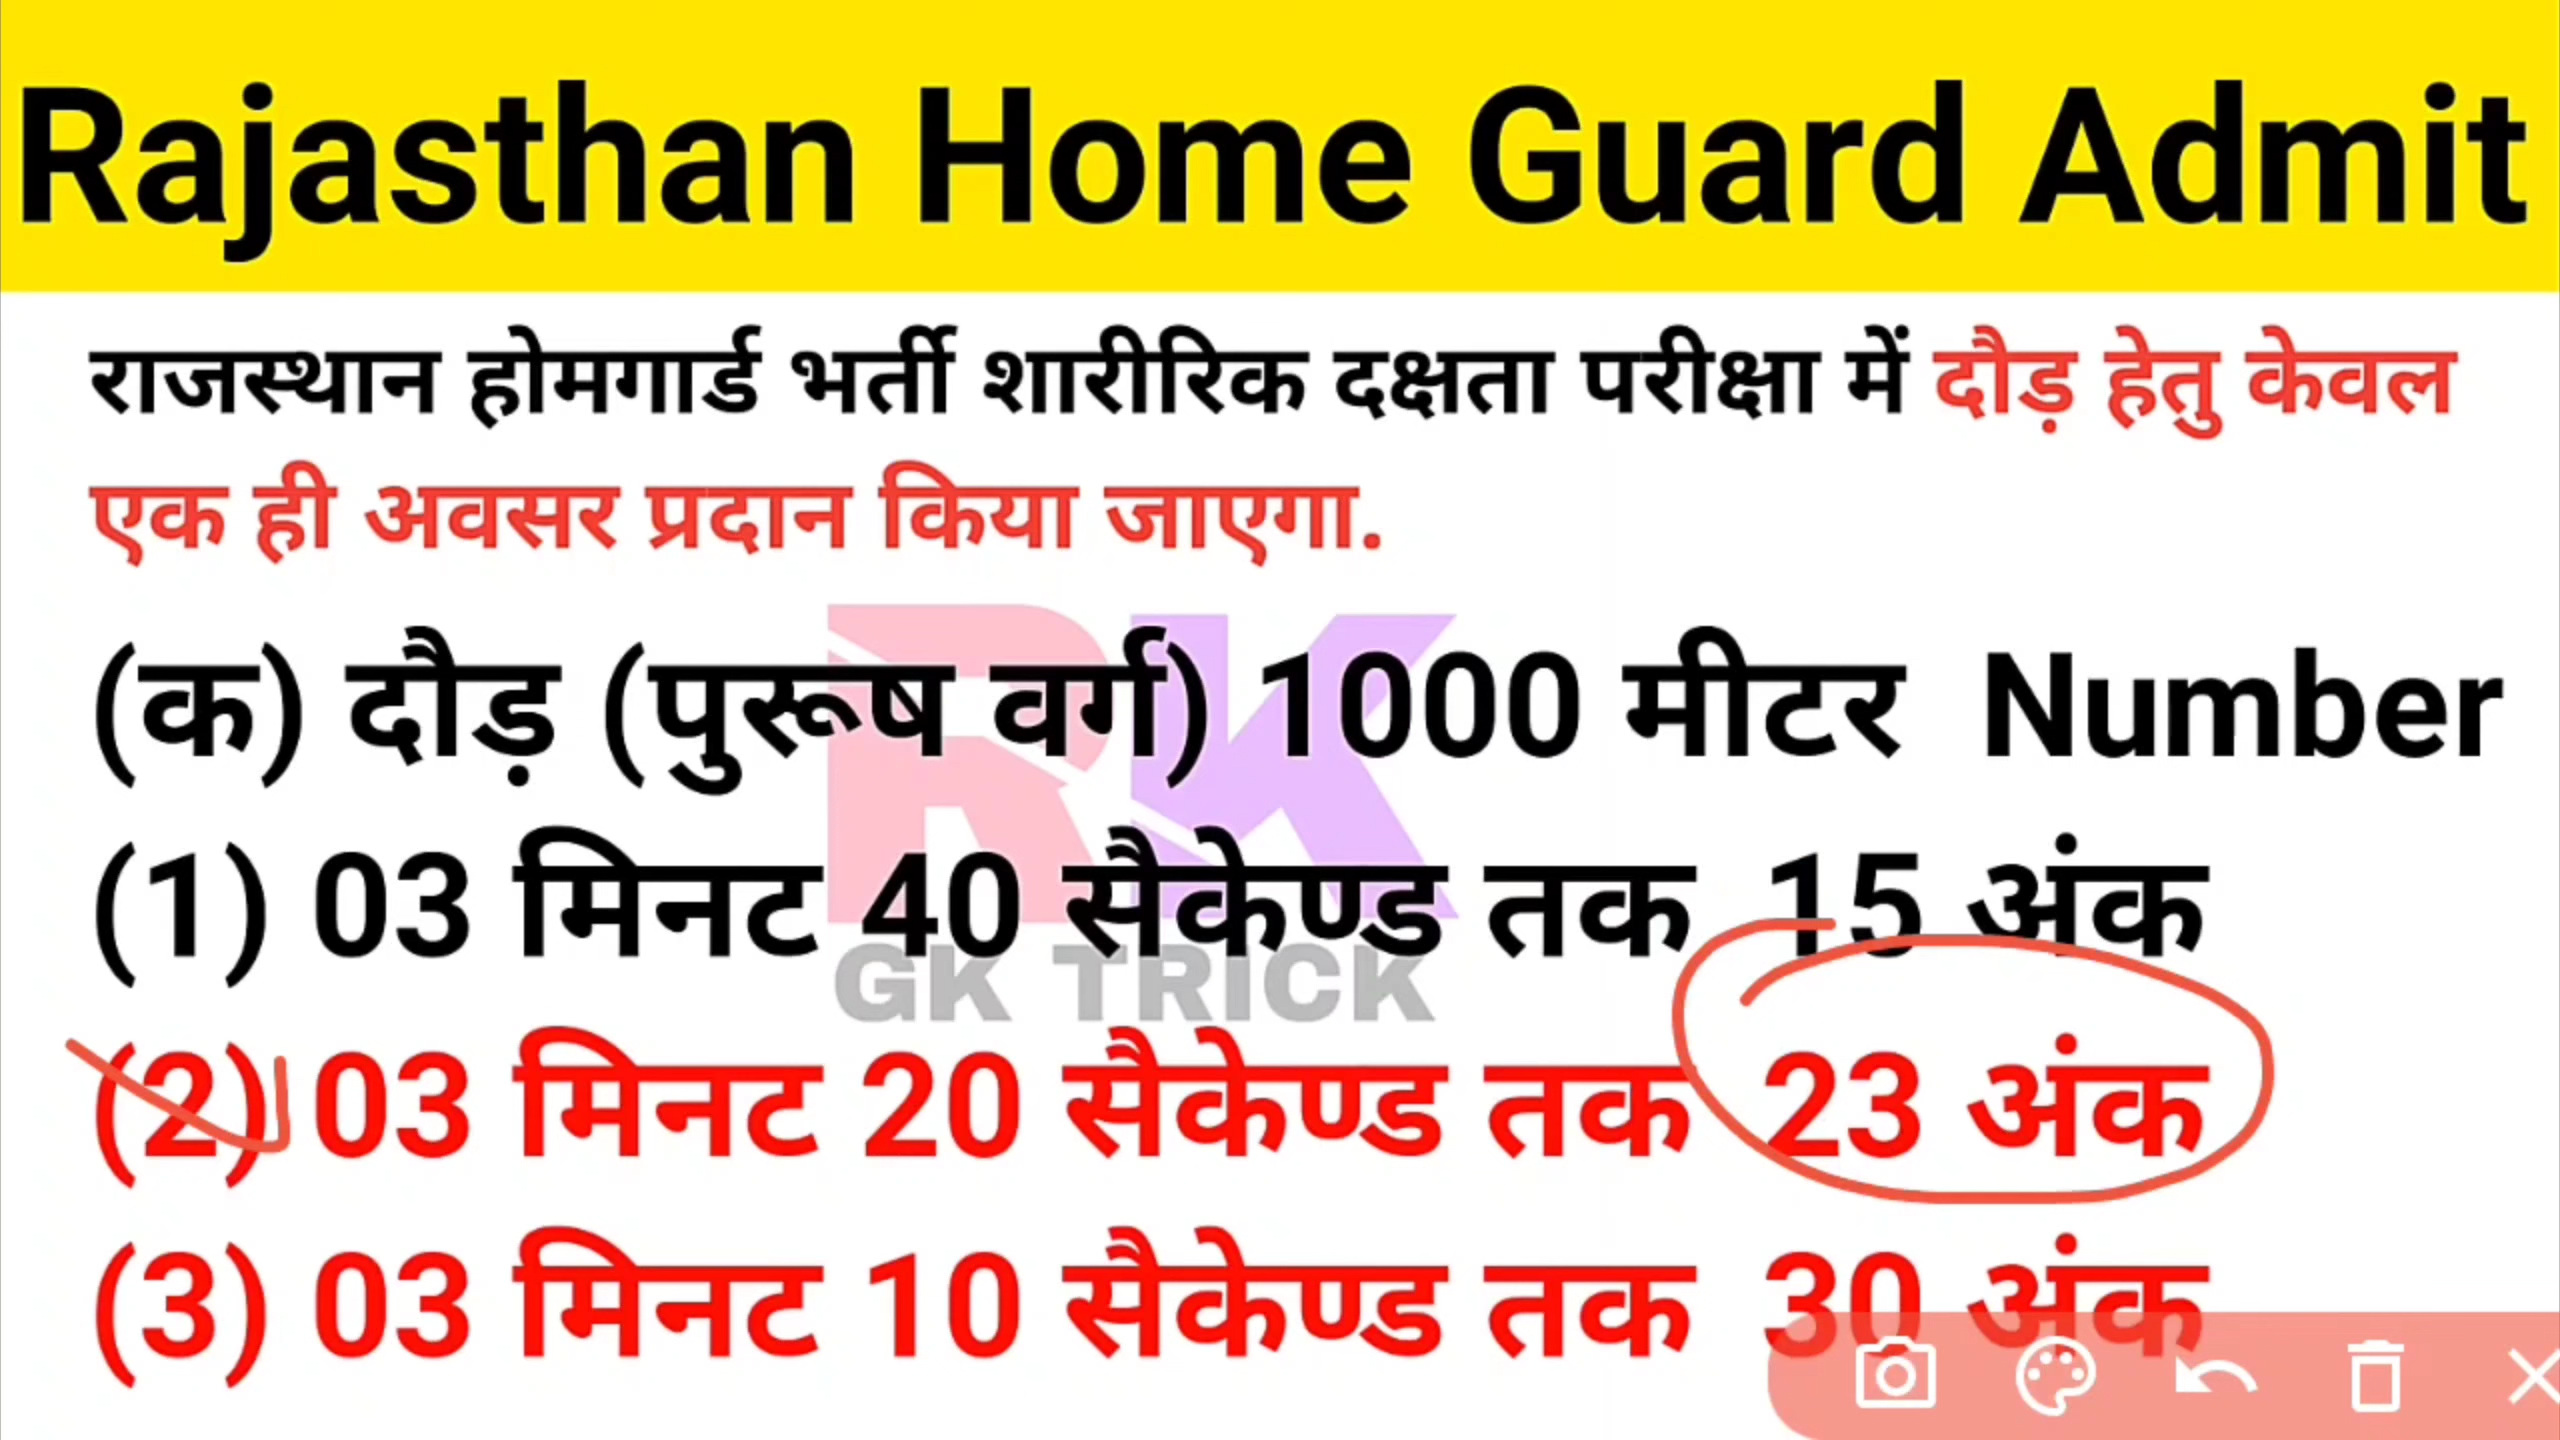 Rajasthan Home Guard Admit
राजस्थान होमगार्ड भर्ती शारीरिक दक्षता परीक्षा में दौड़ हेतु केवल
एक ही अवसर प्रदान किया जाएगा.
(क) दौड़ (पुरूष वर्ग) 1000 मीटर Number
(1) 03 मिनट 40 सैकेण्ड तक 15 अंक
RK
GK TRICK
(2) 03 मिनट 20 सैकेण्ड तक 23 अंक
(3) 03 मिनट 10 सैकेण्ड तक 30 अंक